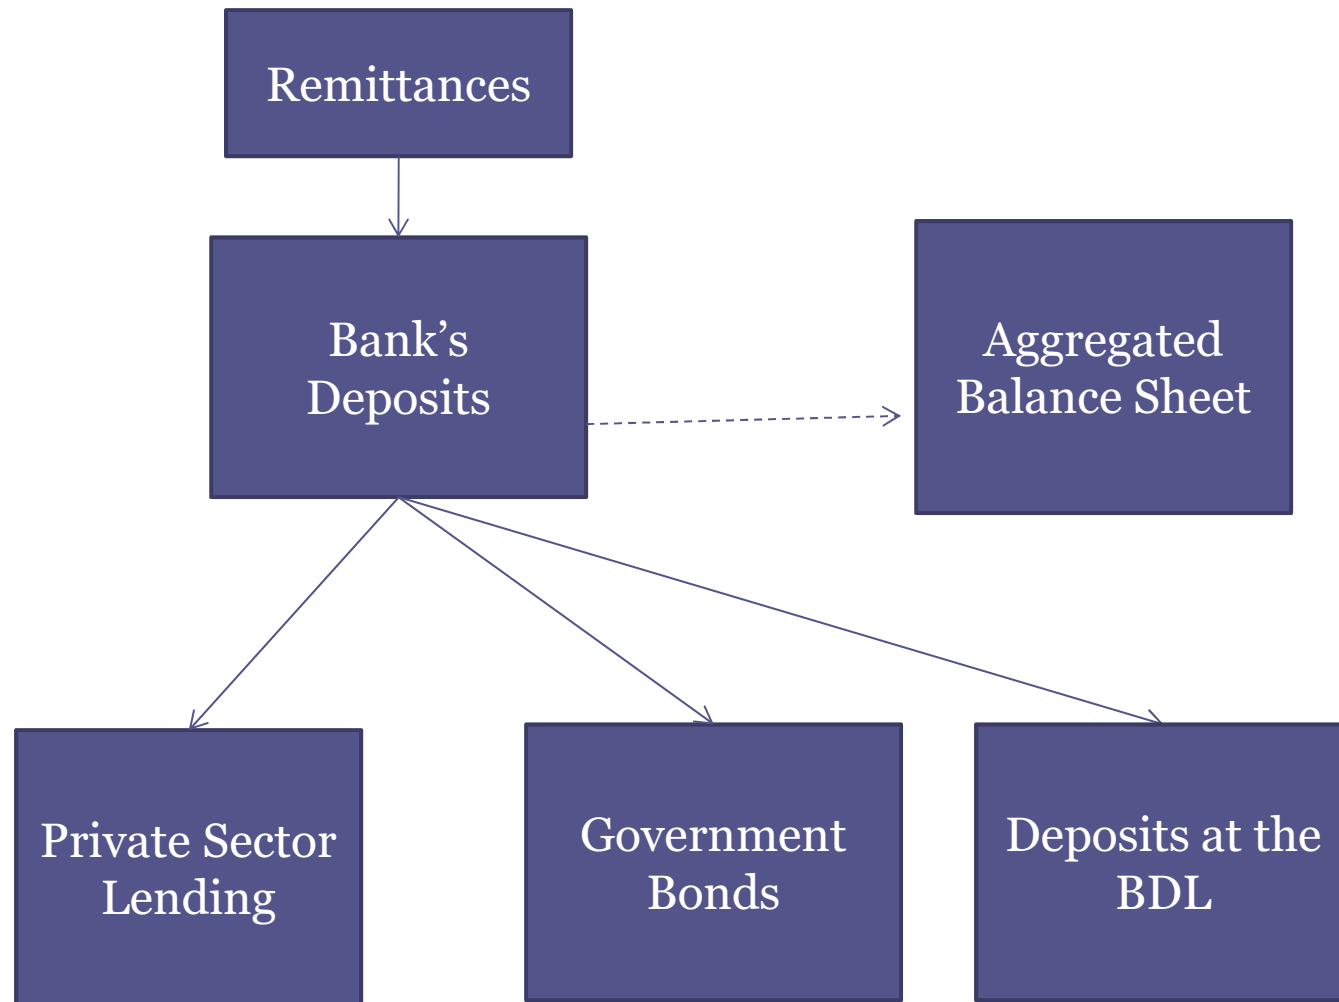 Remittances
Bank’s
Deposits
Aggregated
Balance Sheet
Private Sector
Lending
Government
Bonds
Deposits at the
BDL